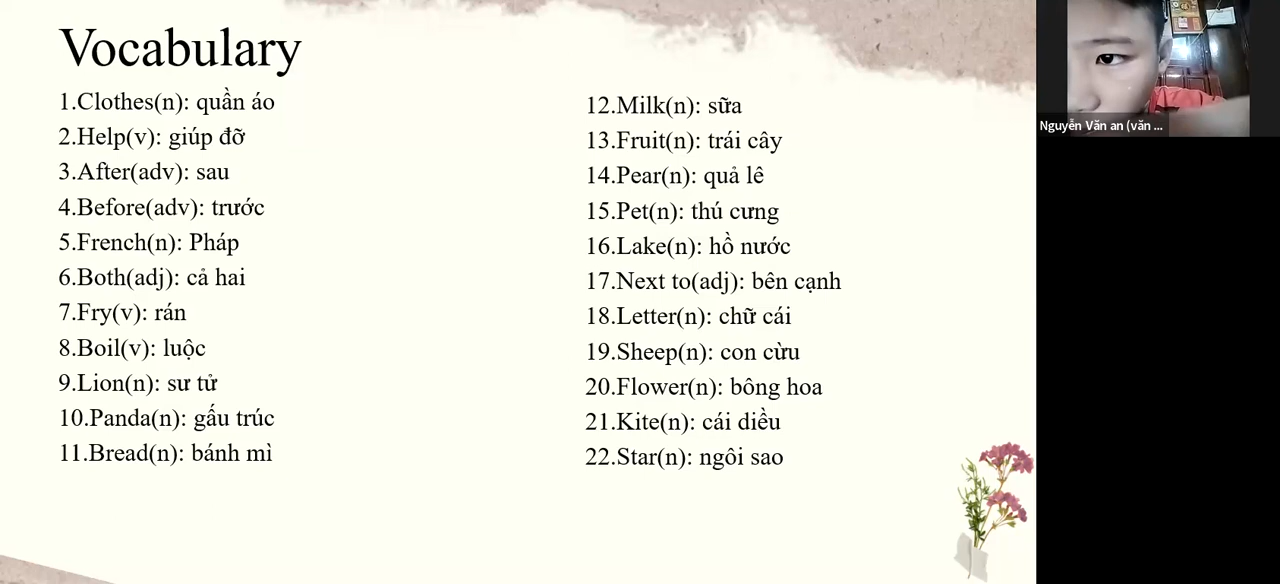 Vocabulary
1.Clothes(n): quần áo
2.Help(v): giúp đỡ
3.After(adv): sau
4.Before(adv): trước
5.French(n): Pháp
6.Both(adj): cả hai
7.Fry(v): rán
8.Boil(v): luộc
9.Lion(n): sư tử
10.Panda(n): gấu trúc
11.Bread(n): bánh mì
12.Milk(n): sữa
13.Fruit(n): trái cây
14.Pear(n): quả lê
15.Pet(n): thú cưng
16.Lake(n): hồ nước
17.Next to(adj): bên cạnh
18.Letter(n): chữ cái
19.Sheep(n): con cừu
20.Flower(n): bông hoa
21.Kite(n): cái diều
22.Star(n): ngôi sao
Nguyễn Văn an (văn ...